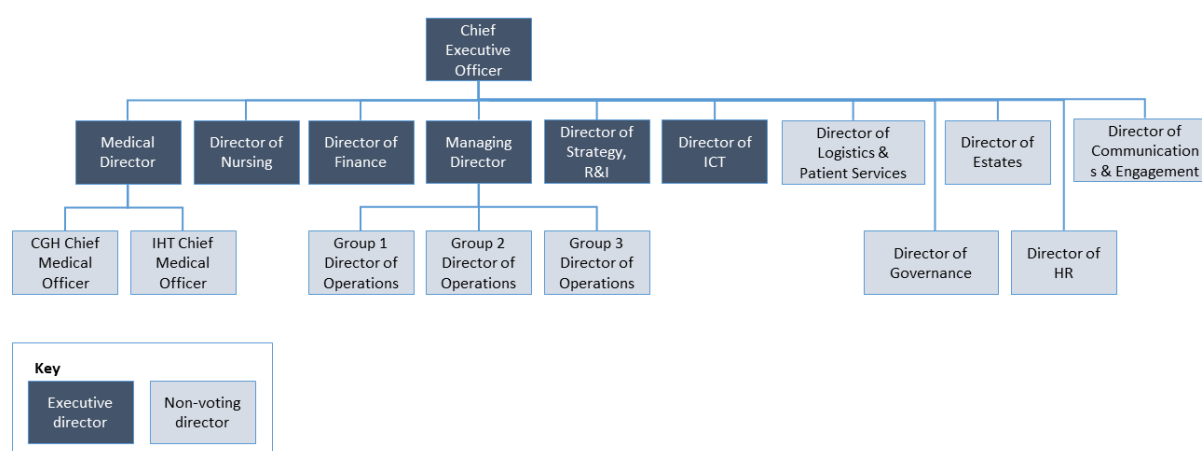 Chief
Executive
Officer
Medical
Director
Director of
Nursing
Director of
Finance
Managing
Director
Director of
Strategy,
R&I
Director of
ICT
Director of
Logistics &
Patient Services
Director of
Estates
Director of
Communication
s & Engagement
CGH Chief
Medical
Officer
IHT Chief
Medical
Officer
Group 1
Director of
Operations
Group 2
Director of
Operations
Group 3
Director of
Operations
Director of
Governance
Director of
HR
Key
Executive
director
Non-voting
director